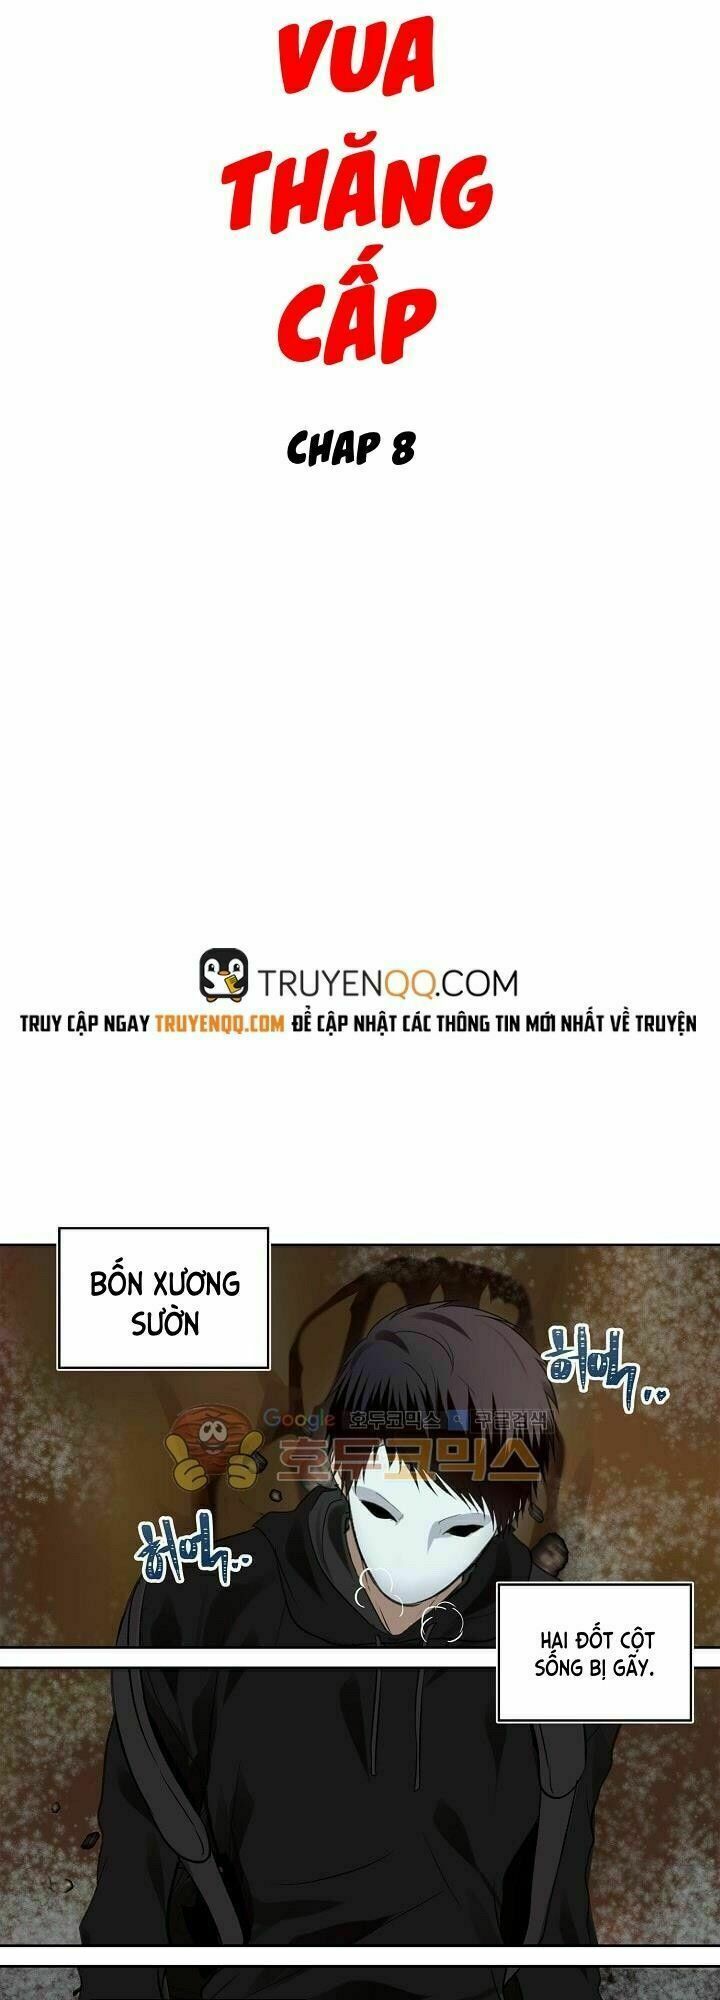 VUA
THĂNG
CẤP
CHAP 8
TRUYENQQ.COM
TRUY CẬP NGAY TRUYENQQ.COM ĐỂ CẬP NHẬT CÁC THÔNG TIN MỚI NHẤT VỀ TRUYỆN
BỐN XƯƠNG
SƯỜN
허억..
Google 호두코믹스 구글검색
호두코믹스
허억..
HAI ĐỐT CỘT
SỐNG BỊ GÃY.